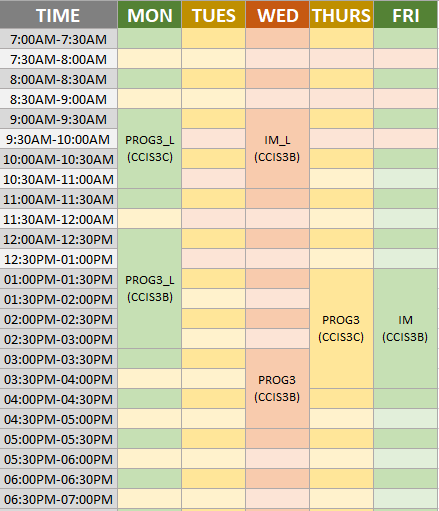 TIME MON TUES WED THURS FRI
7:00AM-7:30AM
7:30AM-8:00AM
8:00AM-8:30AM
8:30AM-9:00AM
9:00AM-9:30AM
9:30AM-10:00AM PROG3_L IM_L
10:00AM-10:30AM (CCIS3C) (CCIS3B)
10:30AM-11:00AM
11:00AM-11:30AM
11:30AM-12:00AM
12:00AM-12:30PM
12:30PM-01:00PM
01:00PM-01:30PM PROG3_L
01:30PM-02:00PM (CCIS3B)
02:00PM-02:30PM PROG3 IM
02:30PM-03:00PM (CCIS3C) (CCIS3B)
03:00PM-03:30PM
03:30PM-04:00PM PROG3
04:00PM-04:30PM (CCIS3B)
04:30PM-05:00PM
05:00PM-05:30PM
05:30PM-06:00PM
06:00PM-06:30PM
06:30PM-07:00PM